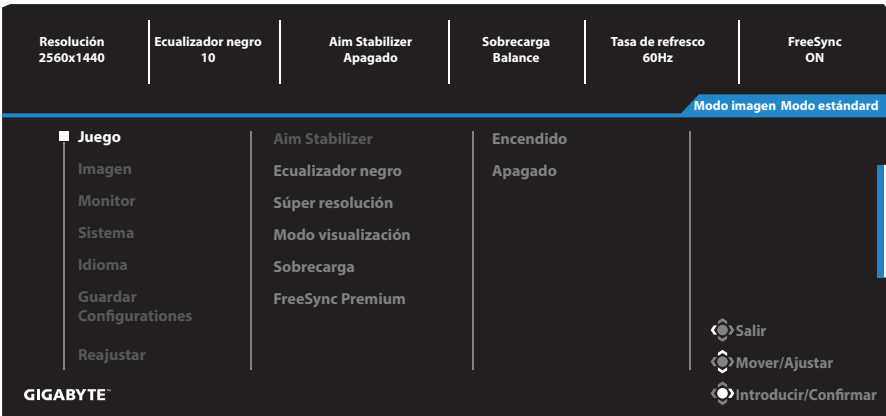 Resolución
2560x1440
Ecualizador negro
10
Aim Stabilizer
Apagado
Sobrecarga
Balance
Tasa de refresco
60Hz
FreeSync
ON
Modo imagen Modo estándard
Juego
Imagen
Monitor
Sistema
Idioma
Guardar
Configurationes
Reajustar
Aim Stabilizer
Ecualizador negro
Súper resolución
Modo visualización
Sobrecarga
FreeSync Premium
Encendido
Apagado
Salir
Mover/Ajustar
Introducir/Confirmar
GIGABYTE™